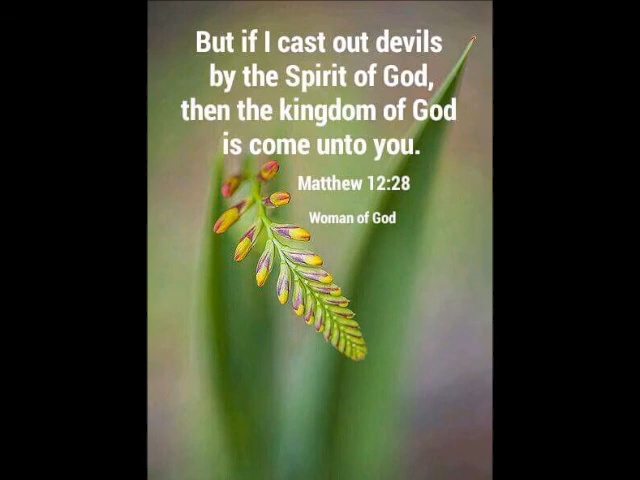 But if I cast out devils
by the Spirit of God,
then the kingdom of God
is come unto you.
Matthew 12:28
Woman of God